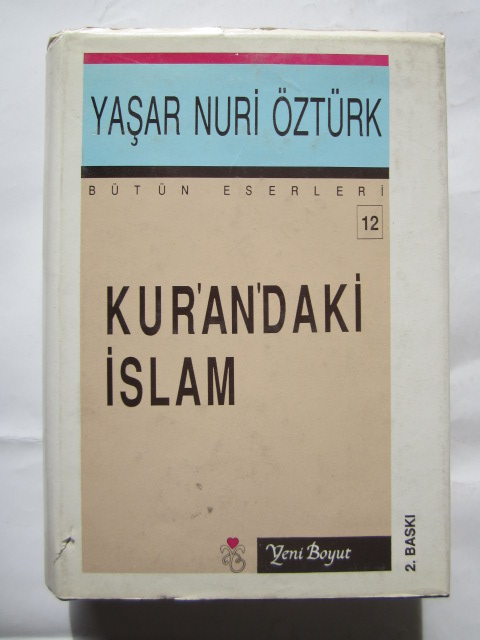 YAŞAR NURİ ÖZTÜRK
BÜTÜN ESERLERİ
12
KUR'AN'DAKİ
İSLAM
Yeni Boyut
2. BASKI